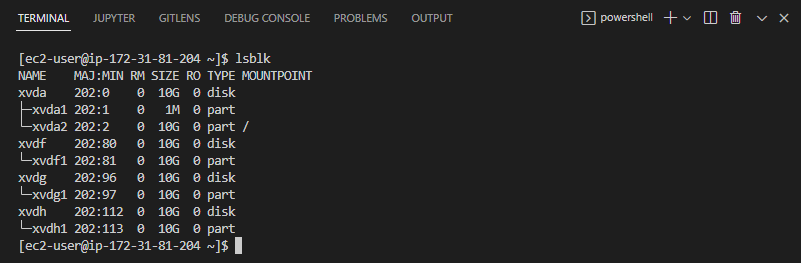 TERMINAL JUPYTER GITLENS DEBUG CONSOLE PROBLEMS OUTPUT powershell
[ec2-user@ip-172-31-81-204 ~]$ lsblk
NAME    MAJ:MIN RM SIZE RO TYPE MOUNTPOINT
xvda    202:0    0  10G  0 disk
├─xvda1 202:1    0   1M  0 part
└─xvda2 202:2    0  10G  0 part /
xvdf    202:80   0  10G  0 disk
└─xvdf1 202:81   0  10G  0 part
xvdg    202:96   0  10G  0 disk
└─xvdg1 202:97   0  10G  0 part
xvdh    202:112  0  10G  0 disk
└─xvdh1 202:113  0  10G  0 part
[ec2-user@ip-172-31-81-204 ~]$